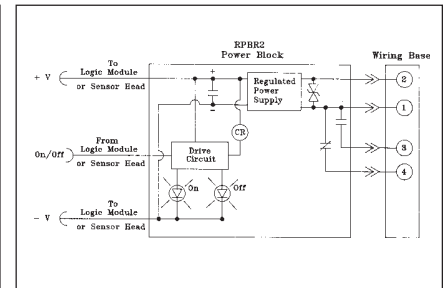 RPBR2
Power Block
Wiring Base
To
+ V Logic Module
or Sensor Head
+
Regulated
Power
Supply
2
1
−
CR
From
On/Off Logic Module
or Sensor Head
Drive
Circuit
3
4
On
Off
To
- V Logic Module
or Sensor Head